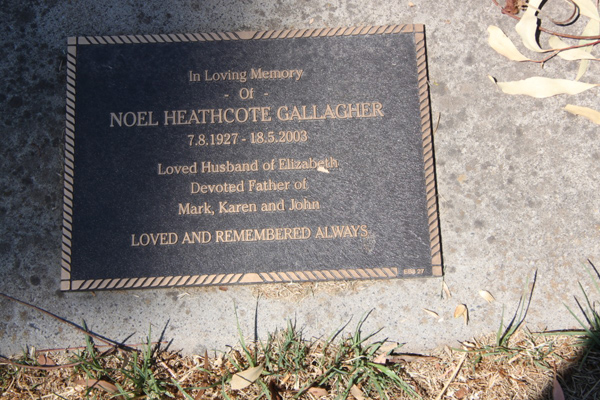 In Loving Memory
- Of -
NOEL HEATHCOTE GALLAGHER
7.8.1927 - 18.5.2003
Loved Husband of Elizabeth
Devoted Father of
Mark, Karen and John
LOVED AND REMEMBERED ALWAYS